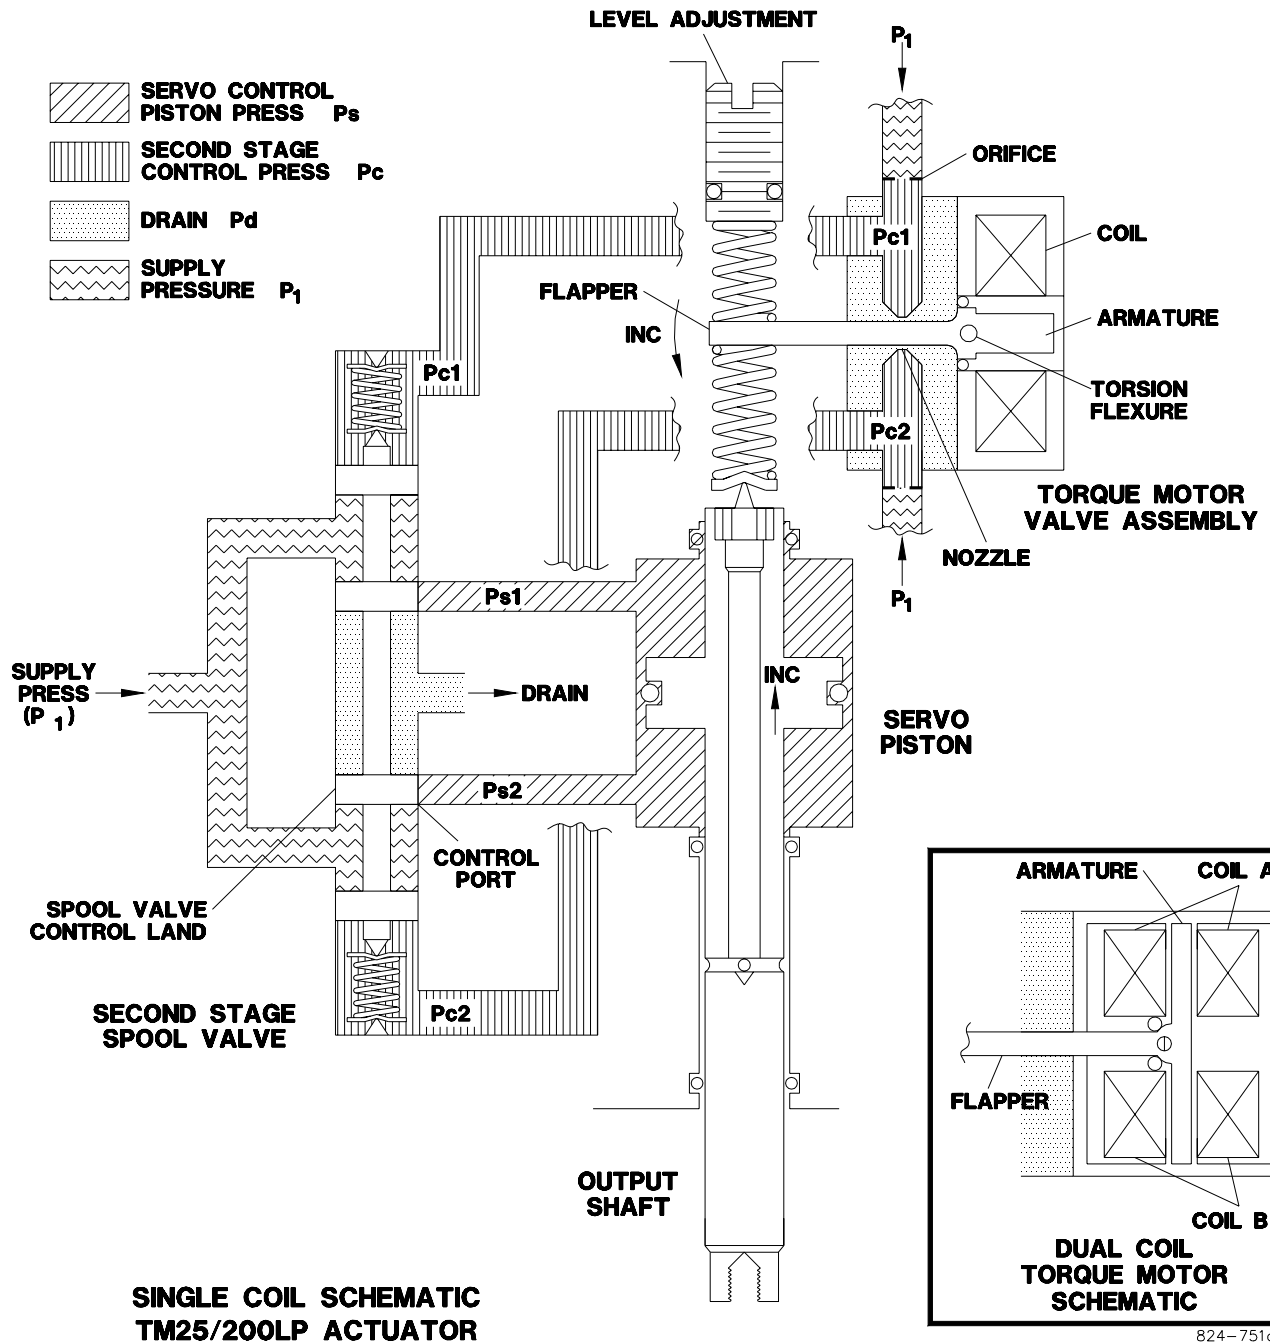 LEVEL ADJUSTMENT
P1
SERVO CONTROL
PISTON PRESS Ps
SECOND STAGE
CONTROL PRESS Pc
DRAIN Pd
SUPPLY
PRESSURE P1
ORIFICE
Pc1
COIL
FLAPPER
INC
ARMATURE
Pc1
TORSION
FLEXURE
Pc2
TORQUE MOTOR
VALVE ASSEMBLY
NOZZLE
P1
Ps1
SUPPLY
PRESS
(P 1)
DRAIN
INC
SERVO
PISTON
Ps2
CONTROL
PORT
SPOOL VALVE
CONTROL LAND
SECOND STAGE
SPOOL VALVE
Pc2
OUTPUT
SHAFT
ARMATURE
COIL A
FLAPPER
COIL B
DUAL COIL
TORQUE MOTOR
SCHEMATIC
SINGLE COIL SCHEMATIC
TM25/200LP ACTUATOR